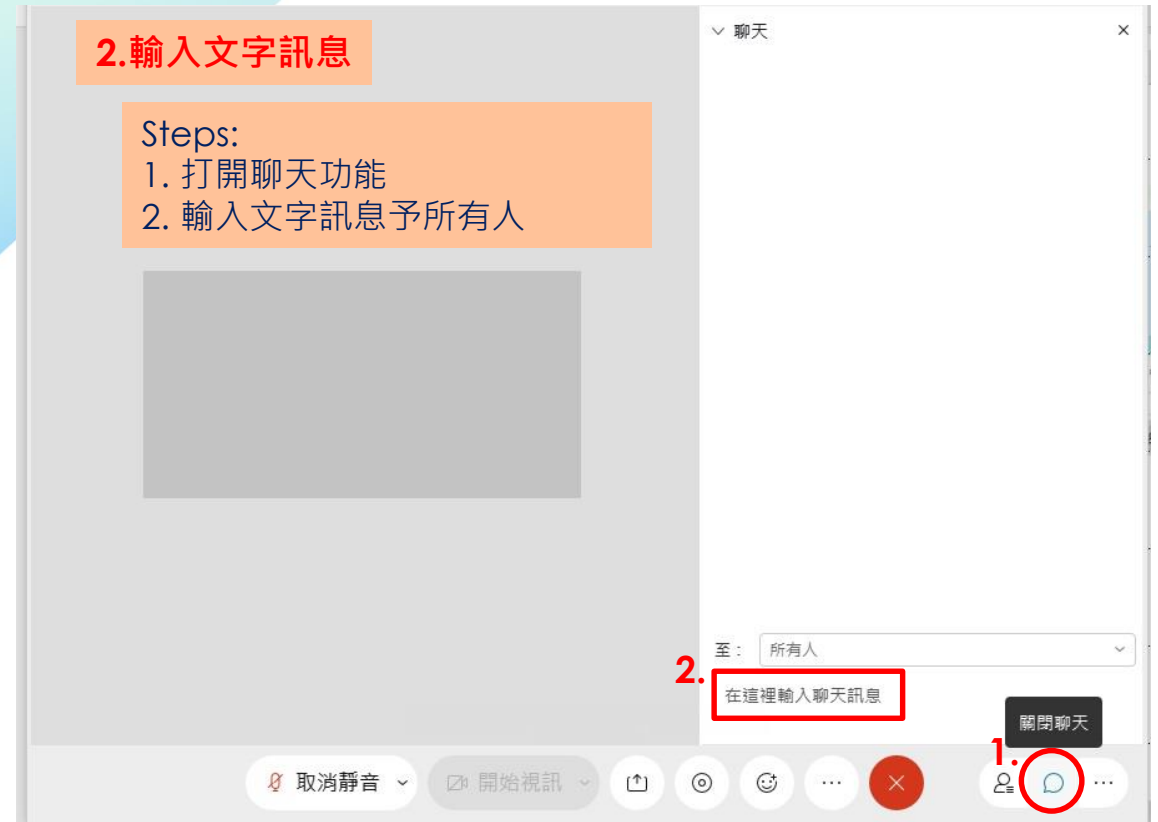 2.輸入文字訊息
Steps:
1. 打開聊天功能
2. 輸入文字訊息予所有人
聊天
至： 所有人
2.
在這裡輸入聊天訊息
關閉聊天
1.
取消靜音
開始視訊